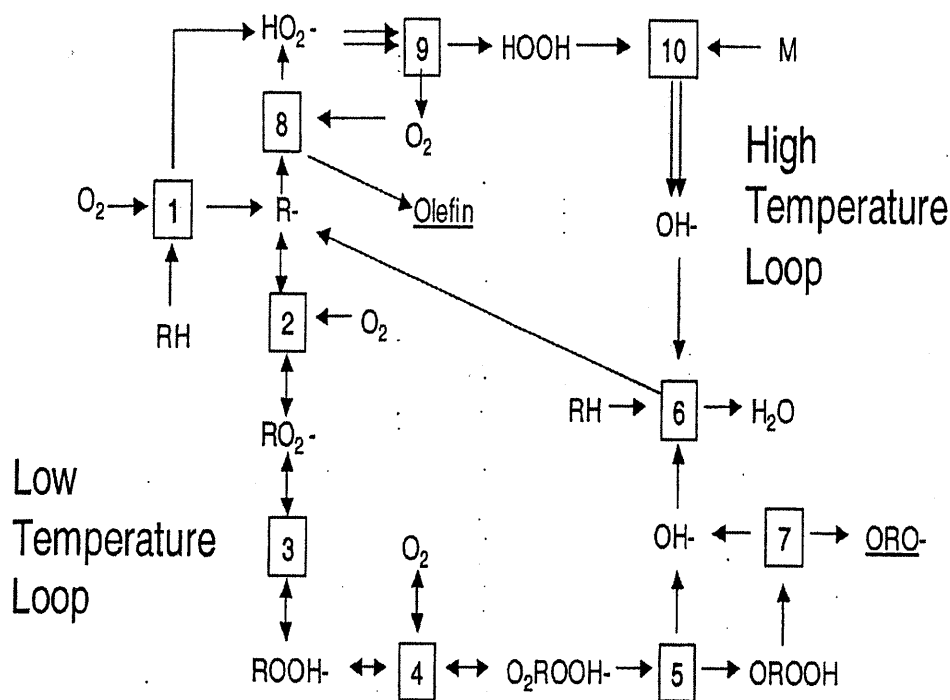 HO2- 9 HOOH 10 M
8
O2
High
Temperature
Loop
O2 1 R- Olefin
OH-
RH
2 O2
RH 6 H2O
RO2-
Low
Temperature
Loop
3
O2
OH- 7 ORO-
ROOH- 4 O2ROOH- 5 OROOH